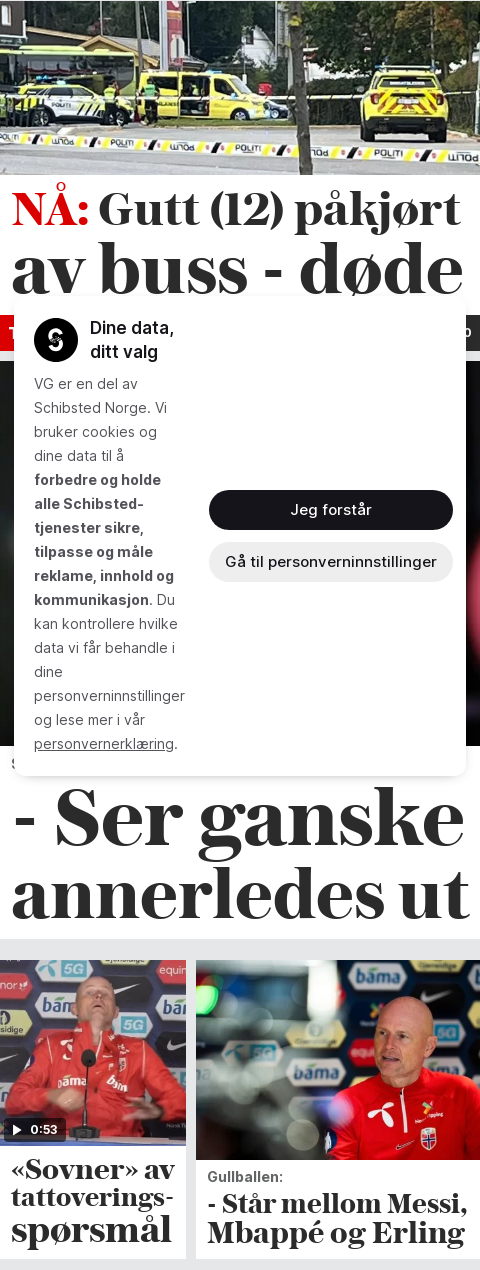 POLITI
NÅ: Gutt (12) påkjørt
av buss - døde
Dine data,
ditt valg
VG er en del av
Schibsted Norge. Vi
bruker cookies og
dine data til å
forbedre og holde
alle Schibsted-
tjenester sikre,
tilpasse og måle
reklame, innhold og
kommunikasjon. Du
kan kontrollere hvilke
data vi får behandle i
dine
personverninnstillinger
og lese mer i vår
personvernerklæring.
Jeg forstår
Gå til personverninnstillinger
- Ser ganske
annerledes ut
5G
bama
equin
0:53
«Sovner» av
tattoverings-
spørsmål
5G
bama
Gullballen:
- Står mellom Messi,
Mbappé og Erling